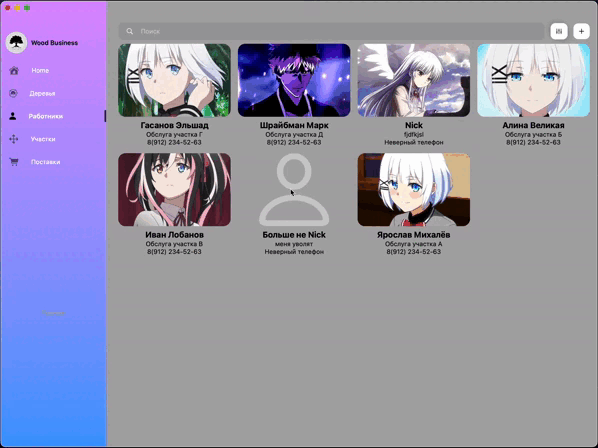 Wood Business
Home
Деревья
Работники
Участки
Поставки
Поиск
Гасанов Эльшад
Обслуга участка Г
8(912) 234-52-63
Шрайбман Марк
Обслуга участка Д
8(912) 234-52-63
Nick
fjdfkjsl
Неверный телефон
Алина Великая
Обслуга участка Б
8(912) 234-52-63
Иван Лобанов
Обслуга участка В
8(912) 234-52-63
Больше не Nick
меня уволят
Неверный телефон
Ярослав Михалёв
Обслуга участка А
8(912) 234-52-63